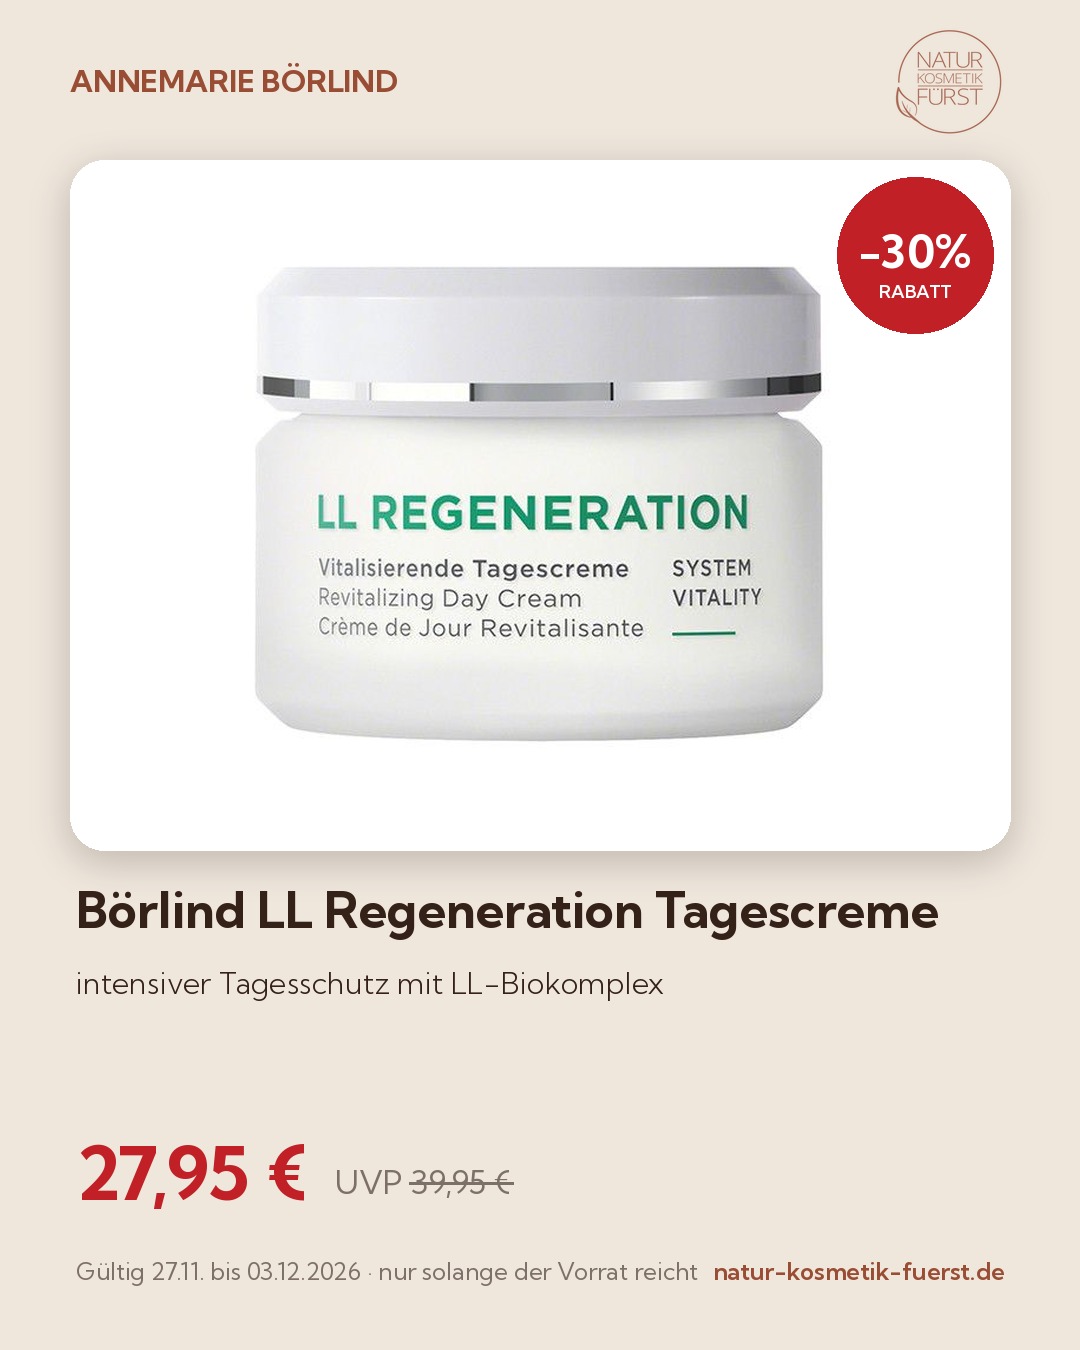 ANNEMARIE BÖRLIND
NATUR
KOSMETIK
FÜRST
-30%
RABATT
LL REGENERATION
Vitalisierende Tagescreme
Revitalizing Day Cream
Crème de Jour Revitalisante
SYSTEM
VITALITY
Börlind LL Regeneration Tagescreme
intensiver Tagesschutz mit LL-Biokomplex
27,95 € UVP 39,95 €
Gültig 27.11. bis 03.12.2026 · nur solange der Vorrat reicht natur-kosmetik-fuerst.de